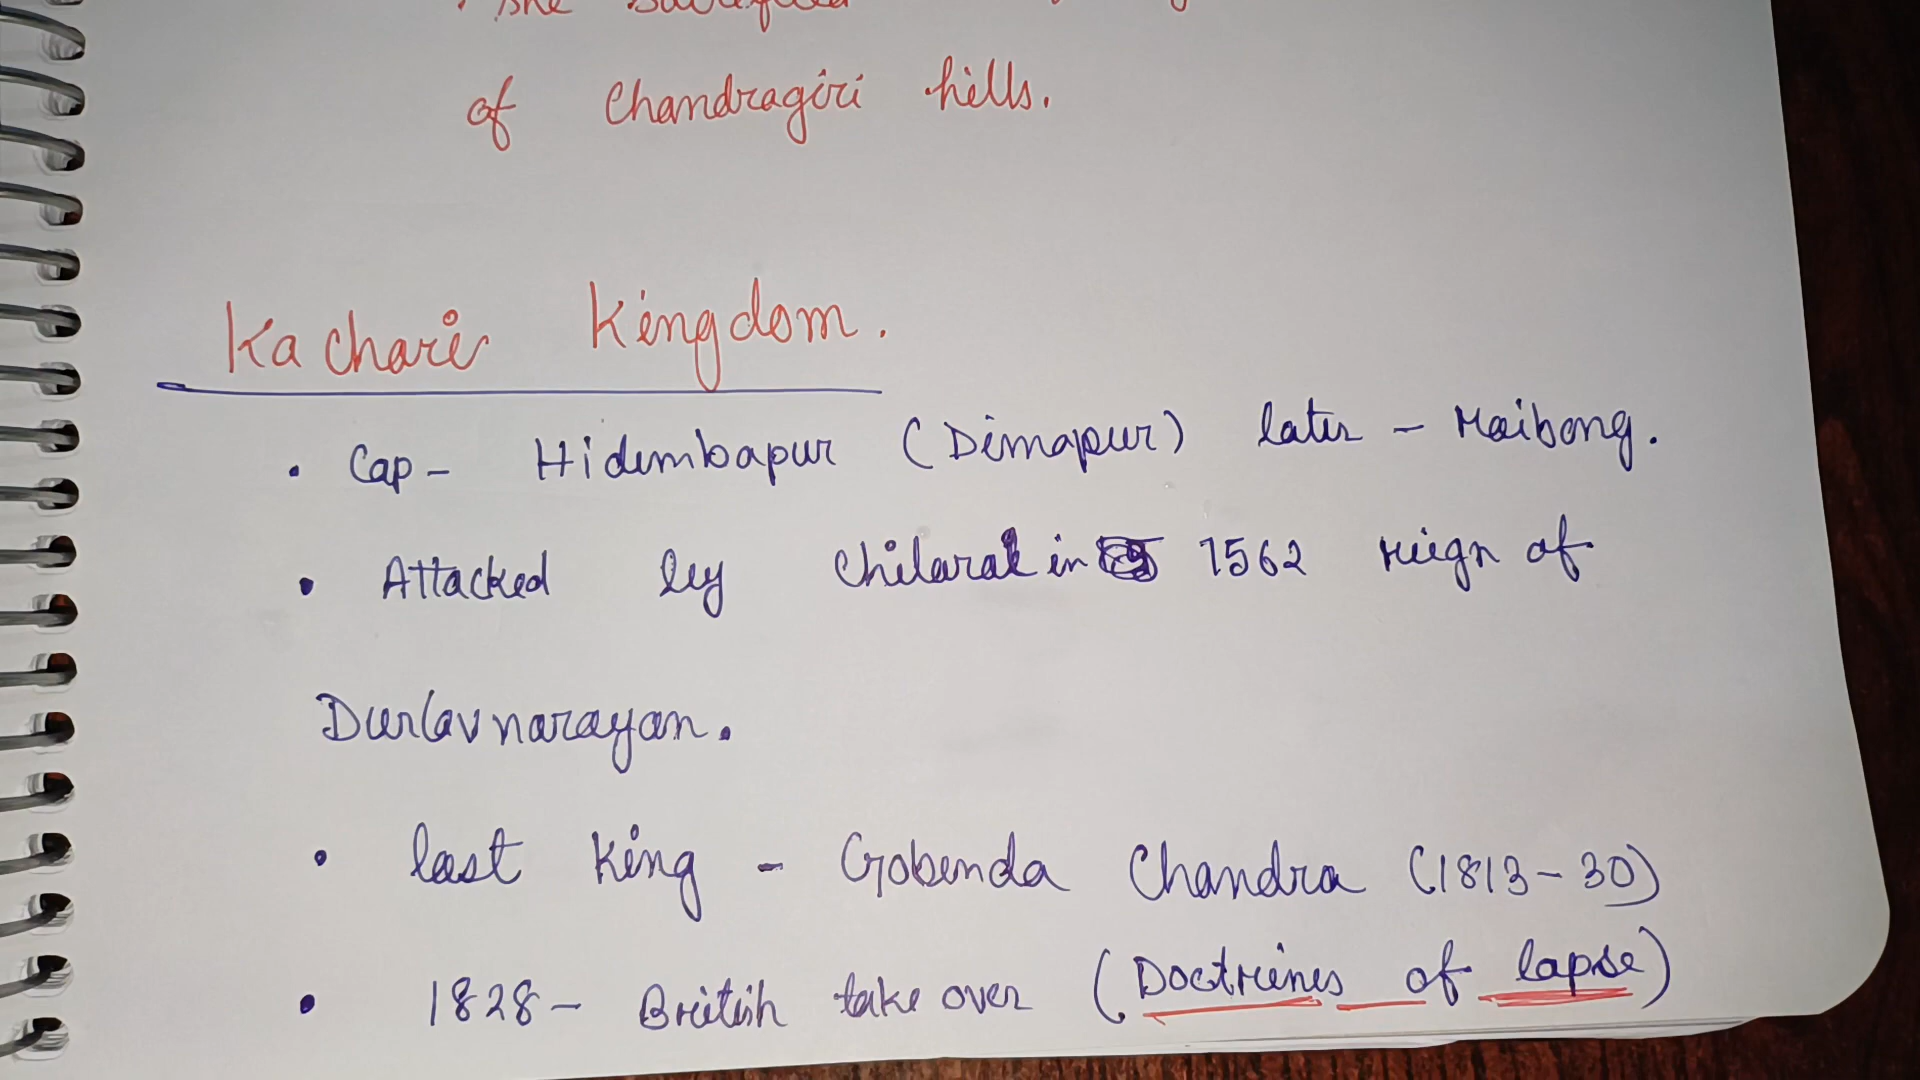 of Chandragiri hills.
Kachari Kingdom.
• Cap - Hidimbapur (Dimapur) later - Maibong.
• Attacked by Chilarai in 1562 reign of
Durlavnarayan.
• last King - Gobenda Chandra (1813-30)
• 1828 - British take over (Doctrines of lapse)